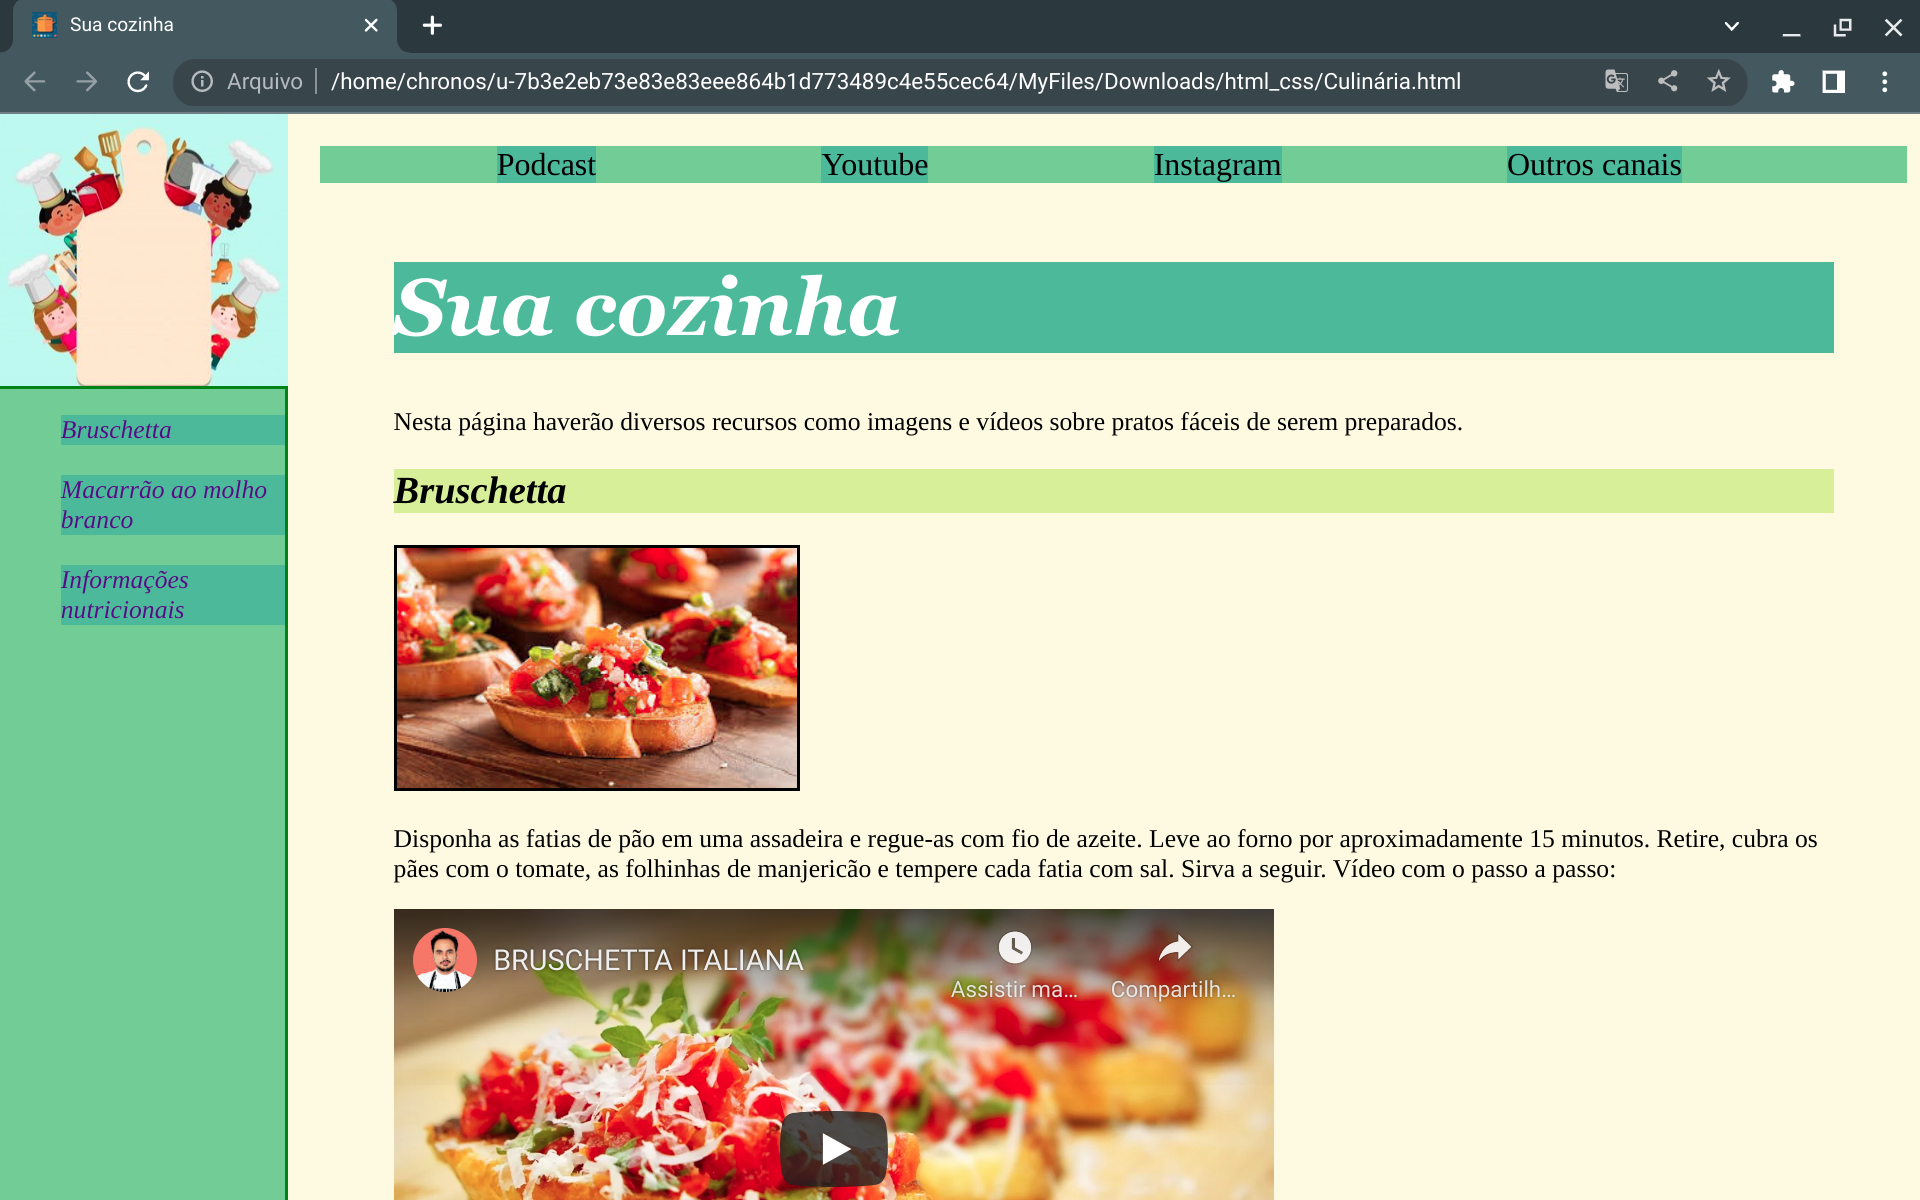 Sua cozinha
Arquivo
/home/chronos/u-7b3e2eb73e83e83eee864b1d773489c4e55cec64/MyFiles/Downloads/html_css/Culinária.html
Podcast
Youtube
Instagram
Outros canais
Bruschetta
Macarrão ao molho
branco
Informações
nutricionais
Sua cozinha
Nesta página haverão diversos recursos como imagens e vídeos sobre pratos fáceis de serem preparados.
Bruschetta
Disponha as fatias de pão em uma assadeira e regue-as com fio de azeite. Leve ao forno por aproximadamente 15 minutos. Retire, cubra os
pães com o tomate, as folhinhas de manjericão e tempere cada fatia com sal. Sirva a seguir. Vídeo com o passo a passo:
BRUSCHETTA ITALIANA
Assistir ma...
Compartilh...